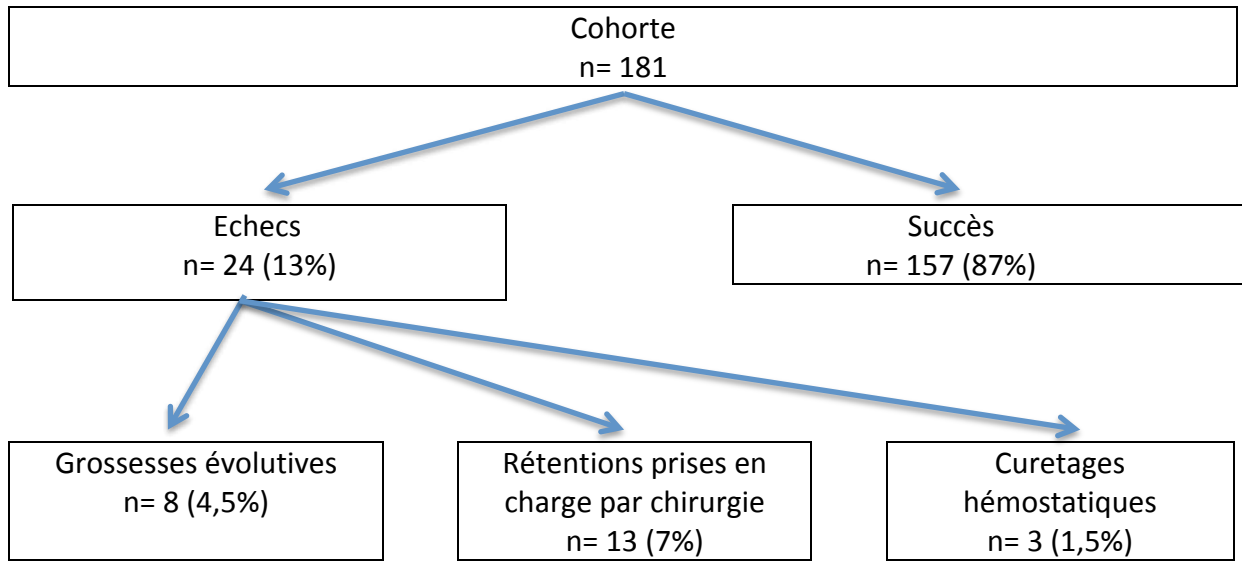 Cohorte
n= 181
Echecs
n= 24 (13%)
Succès
n= 157 (87%)
Grossesses évolutives
n= 8 (4,5%)
Rétentions prises en
charge par chirurgie
n= 13 (7%)
Curetages
hémostatiques
n= 3 (1,5%)